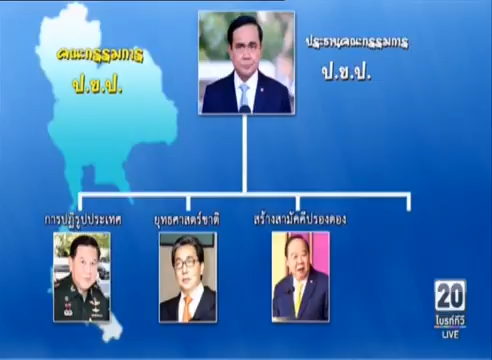 คณะกรรมการ
ป.ย.ป.
ประธานคณะกรรมการ
ป.ย.ป.
การปฏิรูปประเทศ
ยุทธศาสตร์ชาติ
สร้างสามัคคีปรองดอง
20
ไบรท์ทีวี
LIVE